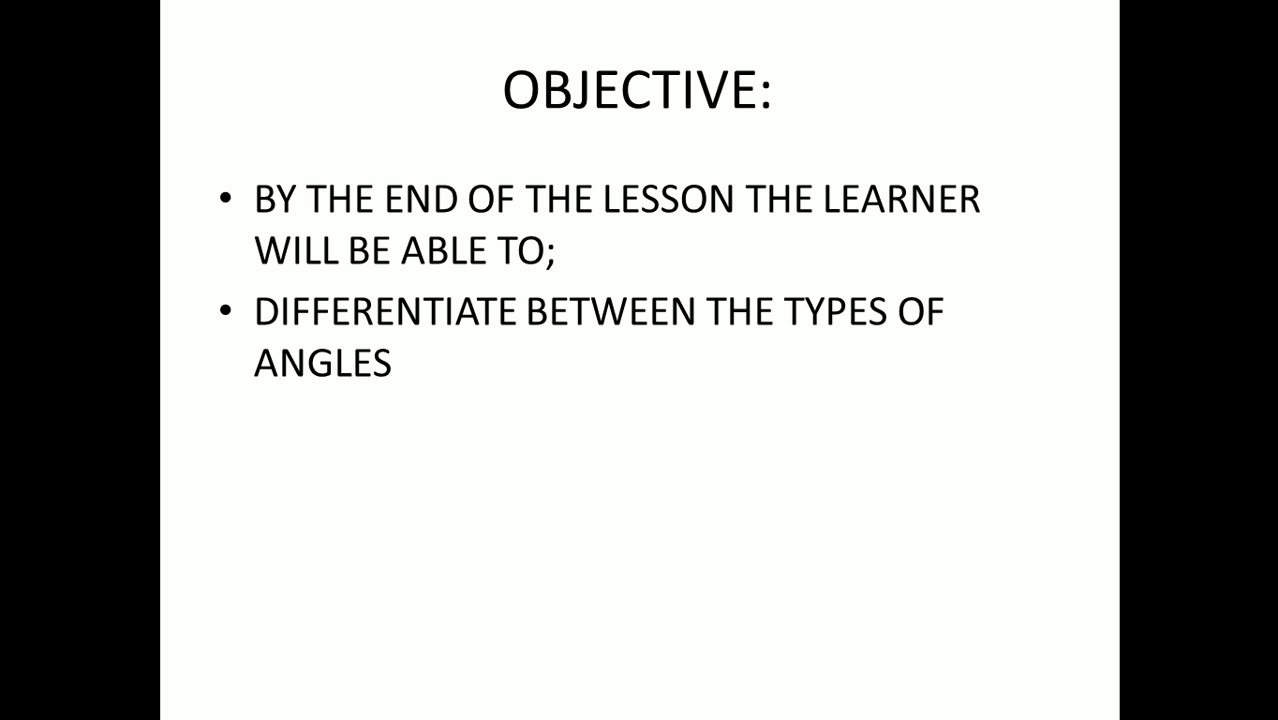 OBJECTIVE:
• BY THE END OF THE LESSON THE LEARNER
WILL BE ABLE TO;
• DIFFERENTIATE BETWEEN THE TYPES OF
ANGLES